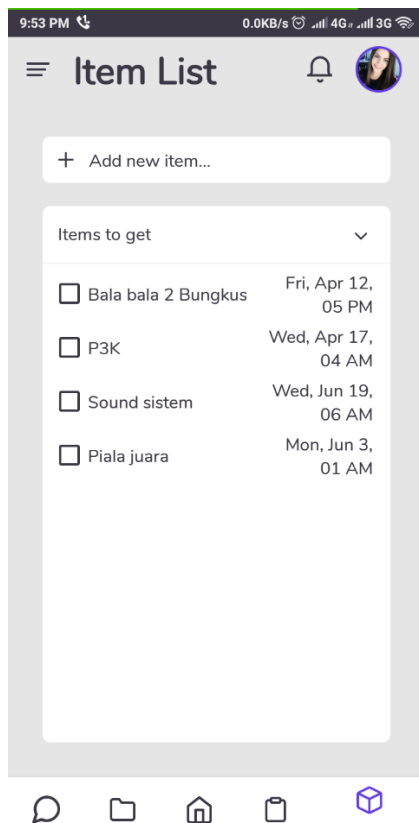 9:53 PM 0.0KB/s 4G 3G
Item List
+ Add new item...
Items to get
Bala bala 2 Bungkus Fri, Apr 12,
05 PM
P3K Wed, Apr 17,
04 AM
Sound sistem Wed, Jun 19,
06 AM
Piala juara Mon, Jun 3,
01 AM